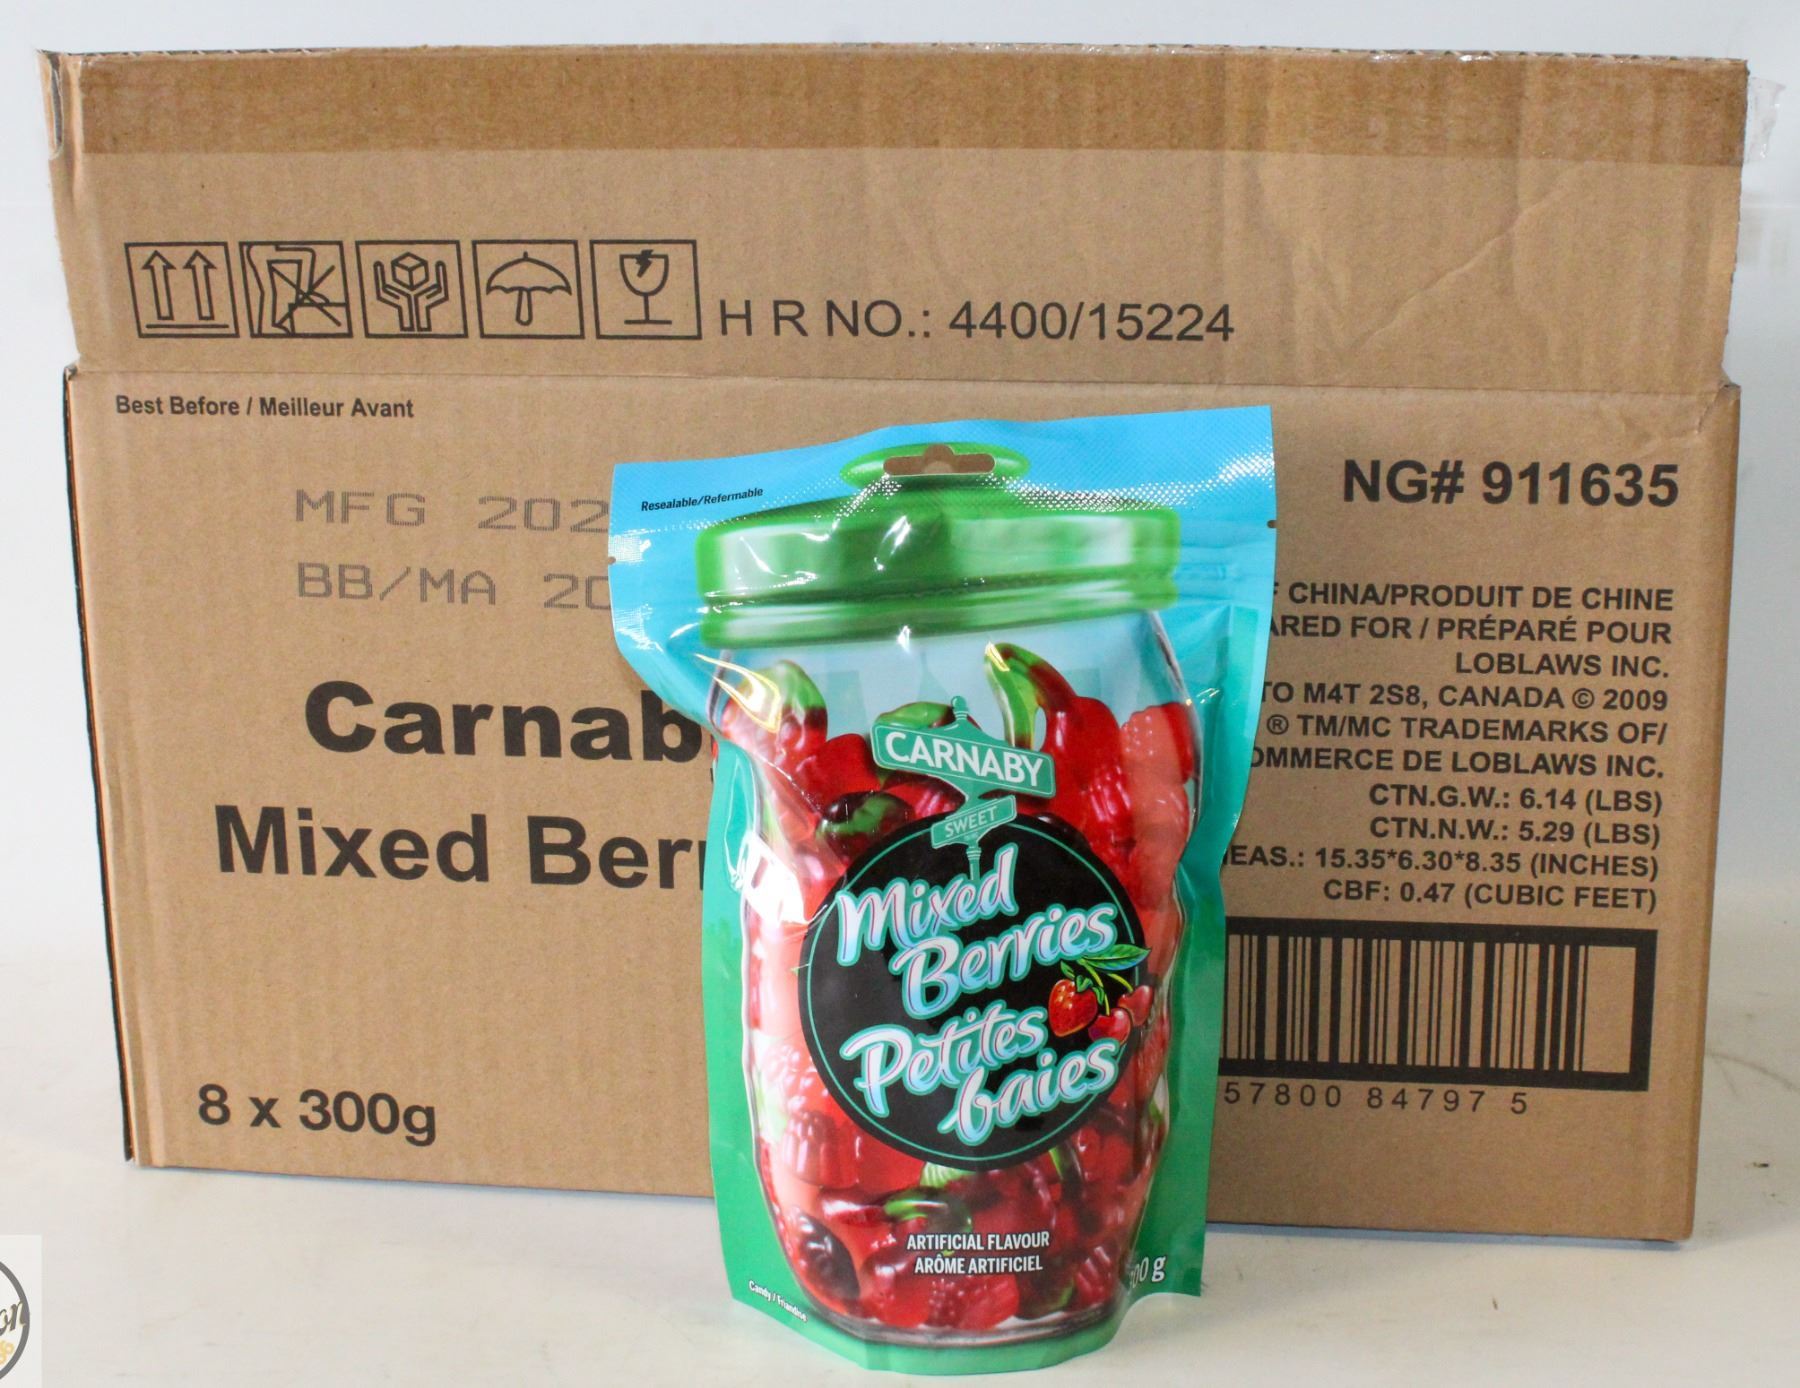 H R NO.: 4400/15224
Best Before / Meilleur Avant
MFG 202
BB/MA 20
Carnab
Mixed Ber
8 x 300g
NG# 911635
CHINA/PRODUIT DE CHINE
ARED FOR / PRÉPARÉ POUR
LOBLAWS INC.
TO M4T 2S8, CANADA © 2009
® TM/MC TRADEMARKS OF/
OMMERCE DE LOBLAWS INC.
CTN.G.W.: 6.14 (LBS)
CTN.N.W.: 5.29 (LBS)
EAS.: 15.35*6.30*8.35 (INCHES)
CBF: 0.47 (CUBIC FEET)
57800 84797 5
Resealable/Refermable
CARNABY
SWEET
Mixed
Berries
Petites
baies
ARTIFICIAL FLAVOUR
ARÔME ARTIFICIEL
Candy / Friandise
00 g